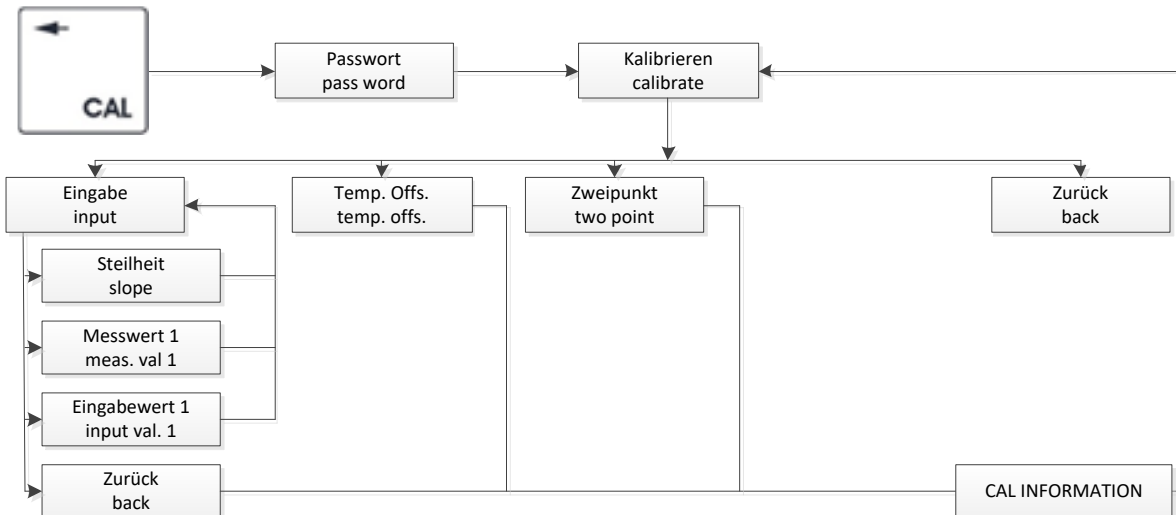 CAL
Passwort
pass word
Kalibrieren
calibrate
Eingabe
input
Temp. Offs.
temp. offs.
Zweipunkt
two point
Zurück
back
Steilheit
slope
Messwert 1
meas. val 1
Eingabewert 1
input val. 1
Zurück
back
CAL INFORMATION